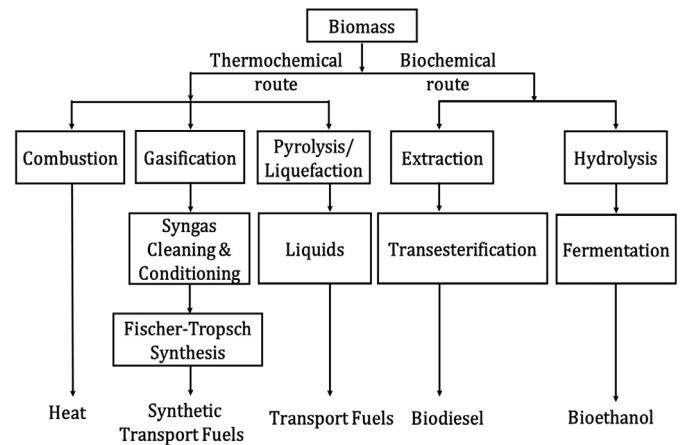 Biomass
Thermochemical
route
Biochemical
route
Combustion
Gasification
Pyrolysis/
Liquefaction
Extraction
Hydrolysis
Syngas
Cleaning &
Conditioning
Liquids
Transesterification
Fermentation
Fischer-Tropsch
Synthesis
Heat
Synthetic
Transport Fuels
Transport Fuels
Biodiesel
Bioethanol